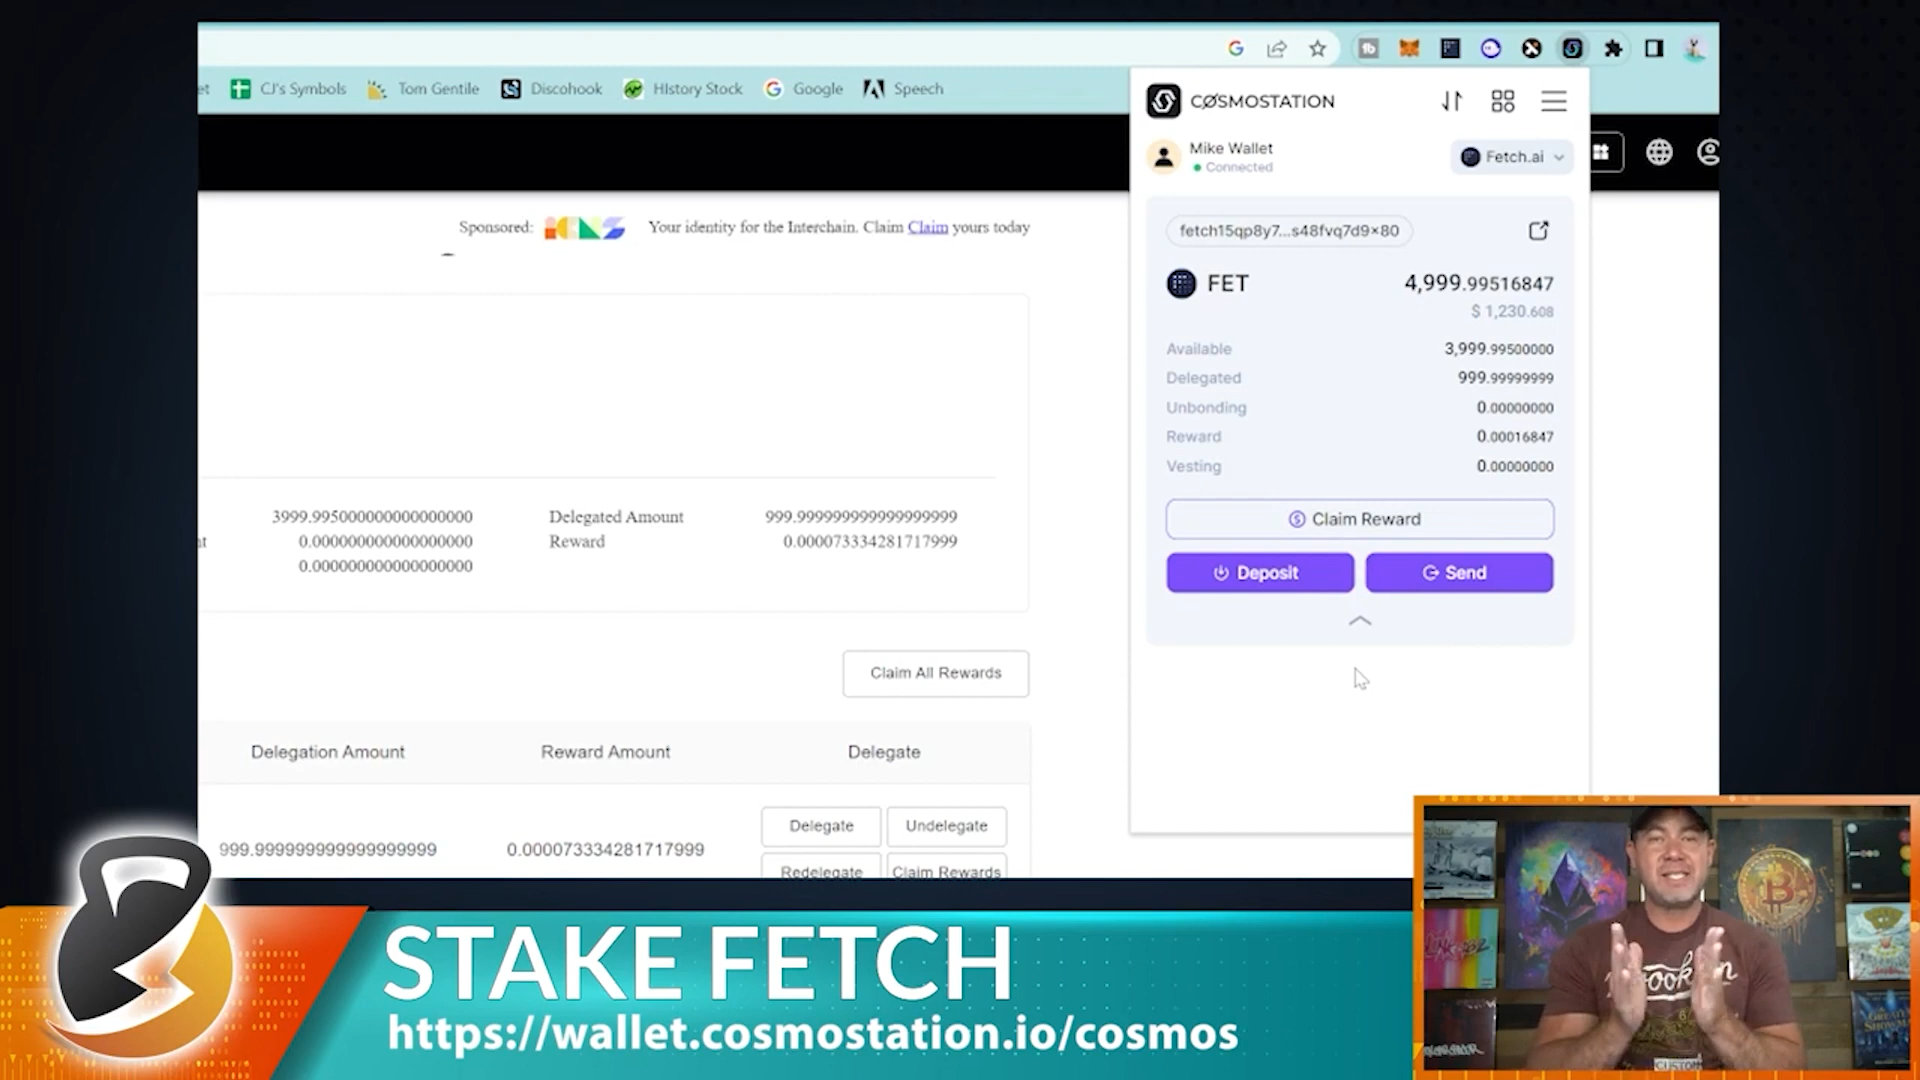 et CJ's Symbols Tom Gentile Discohook HIstory Stock Google Speech
COSMOSTATION
Mike Wallet
Connected
Fetch.ai
Sponsored: Your identity for the Interchain. Claim Claim yours today
fetch15qp8y7...s48fvq7d9x80
FET 4,999.99516847
$ 1,230.608
Available 3,999.99500000
Delegated 999.99999999
Unbonding 0.00000000
Reward 0.00016847
Vesting 0.00000000
Claim Reward
Deposit Send
3999.995000000000000000 Delegated Amount 999.999999999999999999
nt 0.000000000000000000 Reward 0.000073334281717999
0.000000000000000000
Claim All Rewards
Delegation Amount Reward Amount Delegate
999.999999999999999999 0.000073334281717999
Delegate Undelegate
Redelegate Claim Rewards
STAKE FETCH
https://wallet.cosmostation.io/cosmos